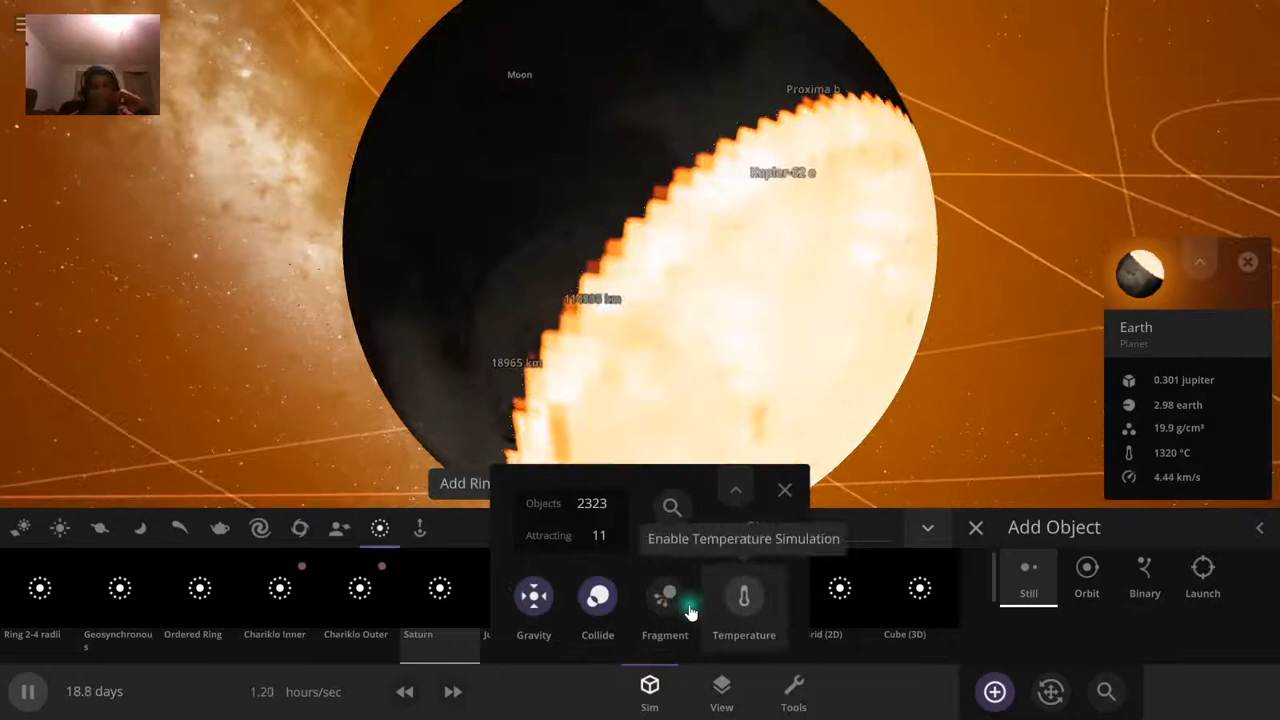 Moon
Proxima b
Kepler-62 e
18965 km
Earth
Planet
0.301 jupiter
2.98 earth
19.9 g/cm³
1320 °C
4.44 km/s
Add Rin
Objects 2323
Attracting 11
Enable Temperature Simulation
Add Object
Gravity
Collide
Fragment
Temperature
Still
Orbit
Binary
Launch
Ring 2-4 radii
Geosynchronou
s
Ordered Ring
Chariklo Inner
Chariklo Outer
Saturn
Ju
rid (2D)
Cube (3D)
18.8 days
1.20 hours/sec
Sim
View
Tools